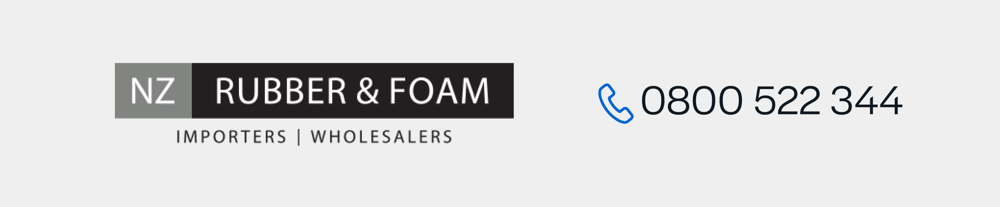 NZ RUBBER & FOAM
IMPORTERS | WHOLESALERS
0800 522 344